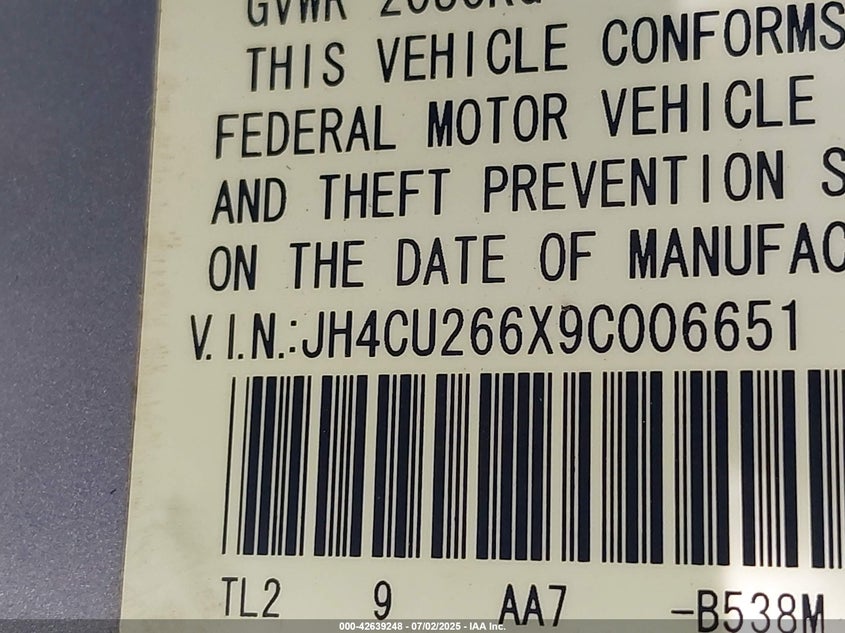 GVWR
THIS VEHICLE CONFORMS
FEDERAL MOTOR VEHICLE
AND THEFT PREVENTION S
ON THE DATE OF MANUFAC
V.I.N.:JH4CU266X9C006651
TL2 9 AA7 -B538M
000-42639248 - 07/02/2025 - IAA Inc.